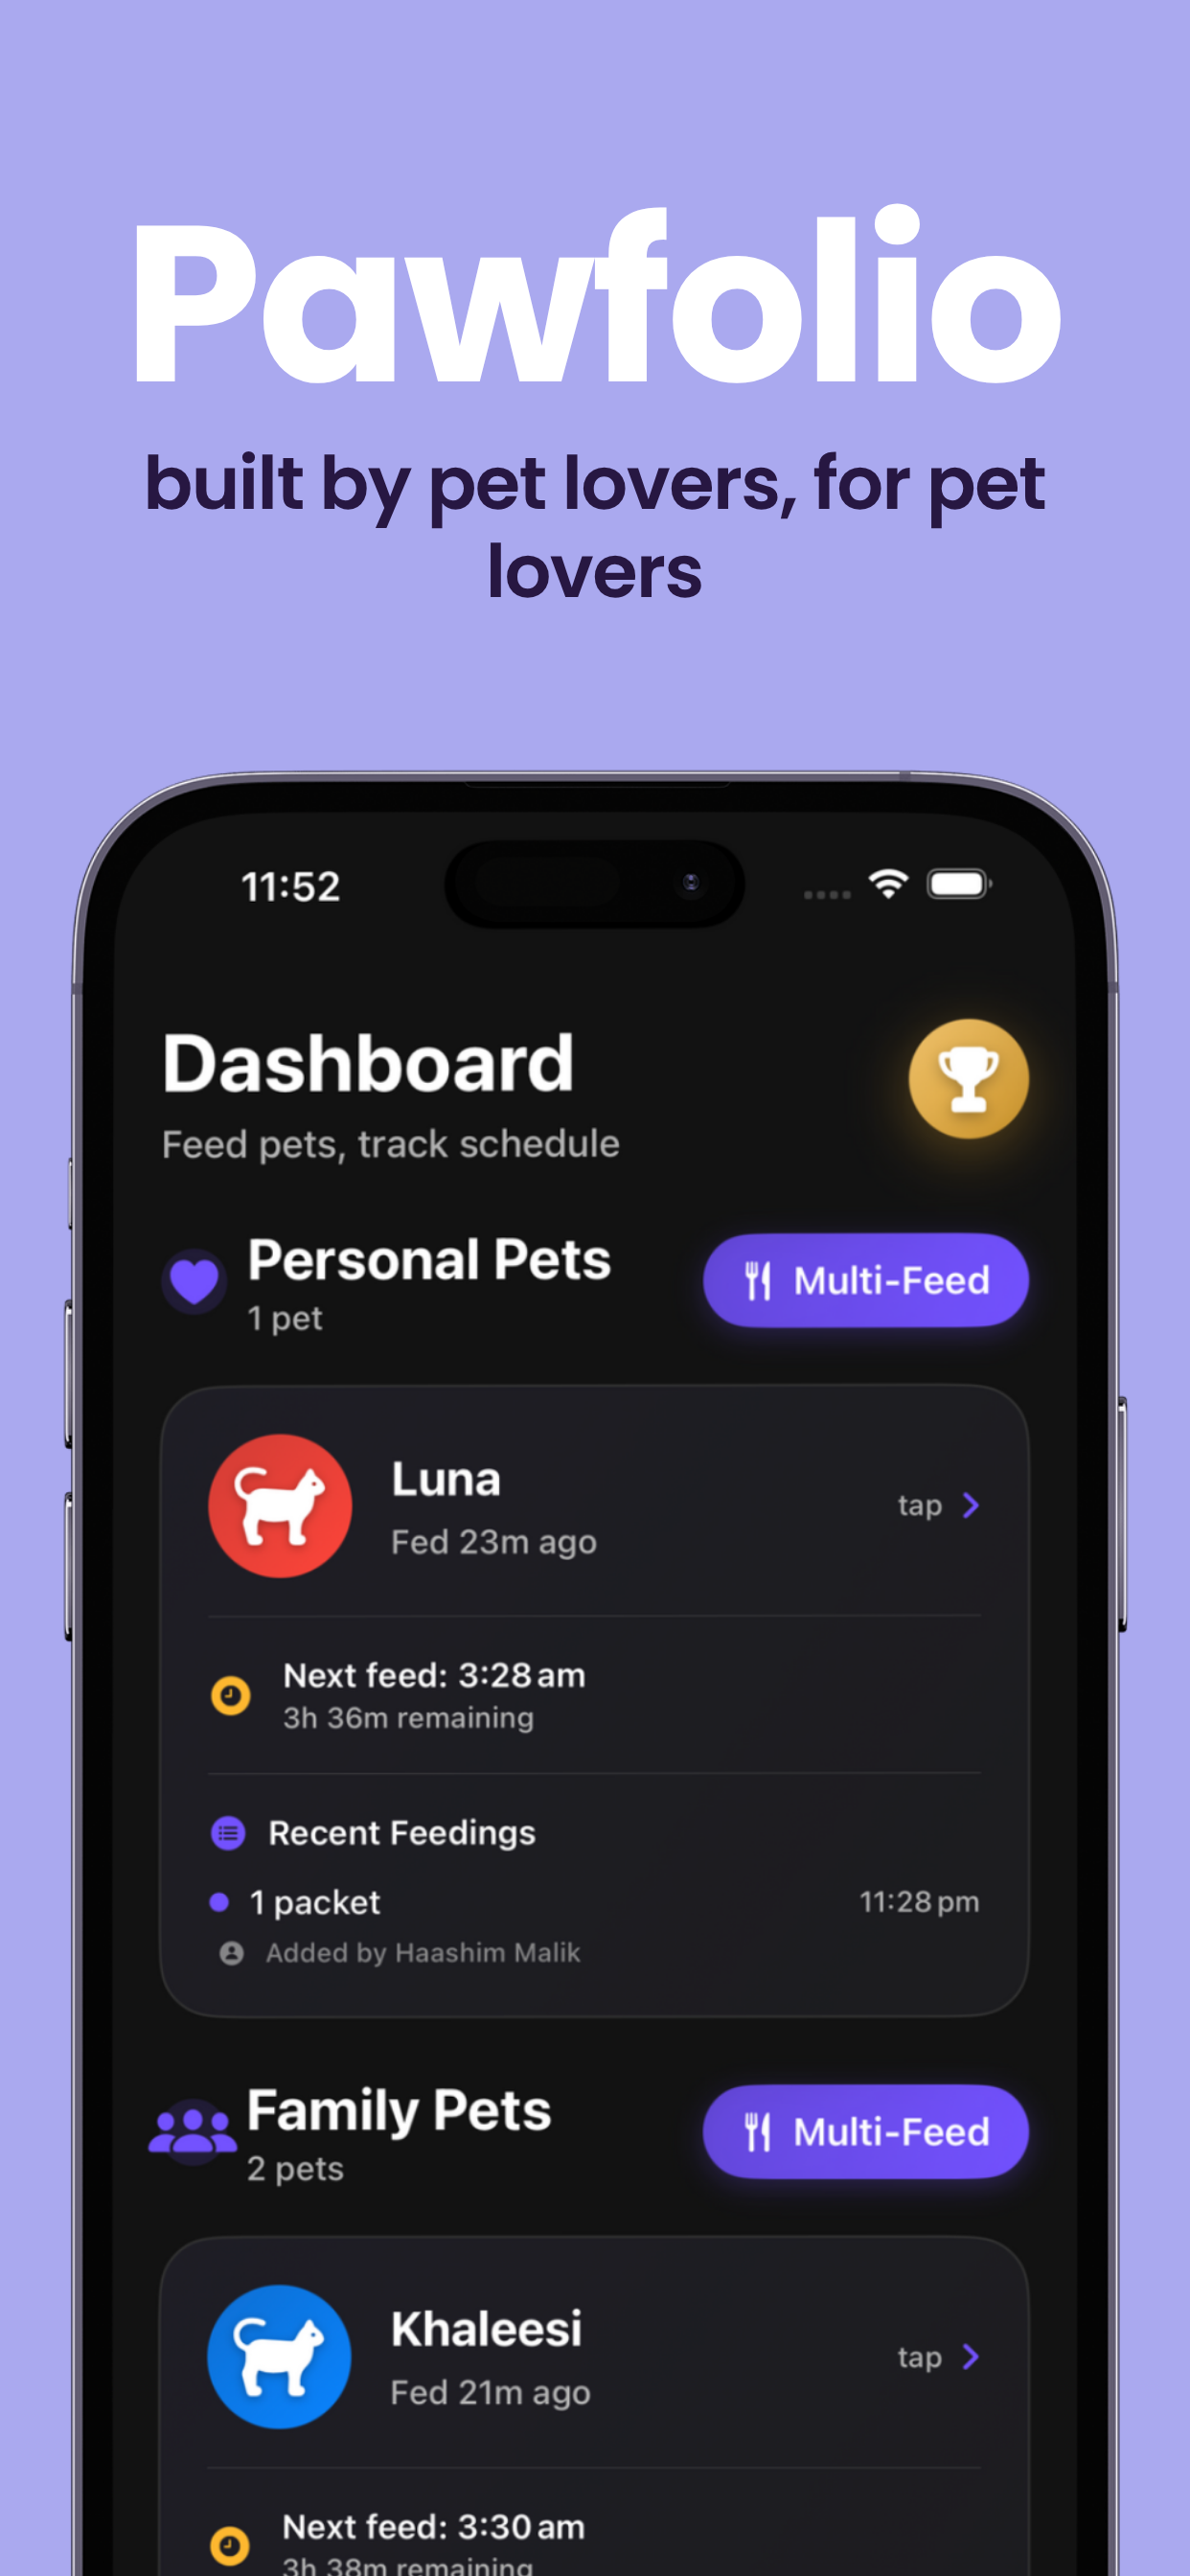 Pawfolio
built by pet lovers, for pet
lovers
11:52
Dashboard
Feed pets, track schedule
Personal Pets
1 pet
Multi-Feed
Luna
Fed 23m ago
tap
Next feed: 3:28 am
3h 36m remaining
Recent Feedings
1 packet
11:28 pm
Added by Haashim Malik
Family Pets
2 pets
Multi-Feed
Khaleesi
Fed 21m ago
tap
Next feed: 3:30 am
3h 38m remaining